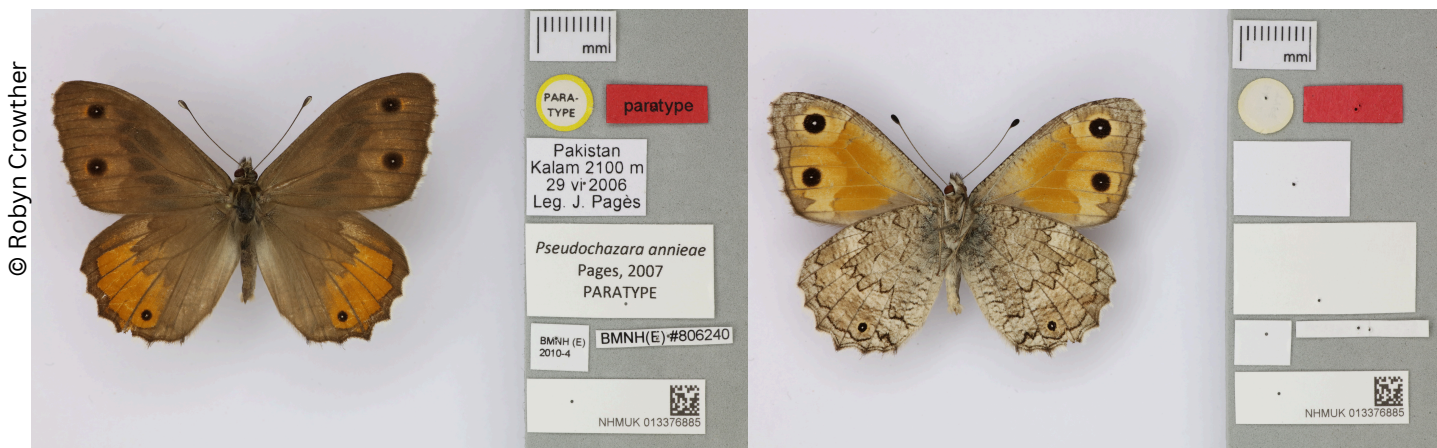 © Robyn Crowther
mm
PARA-
TYPE
paratype
Pakistan
Kalam 2100 m
29 vi 2006
Leg. J. Pagès
Pseudochazara annieae
Pages, 2007
PARATYPE
BMNH (E)
2010-4
BMNH(E) #806240
NHMUK 013376885
mm
NHMUK 013376885